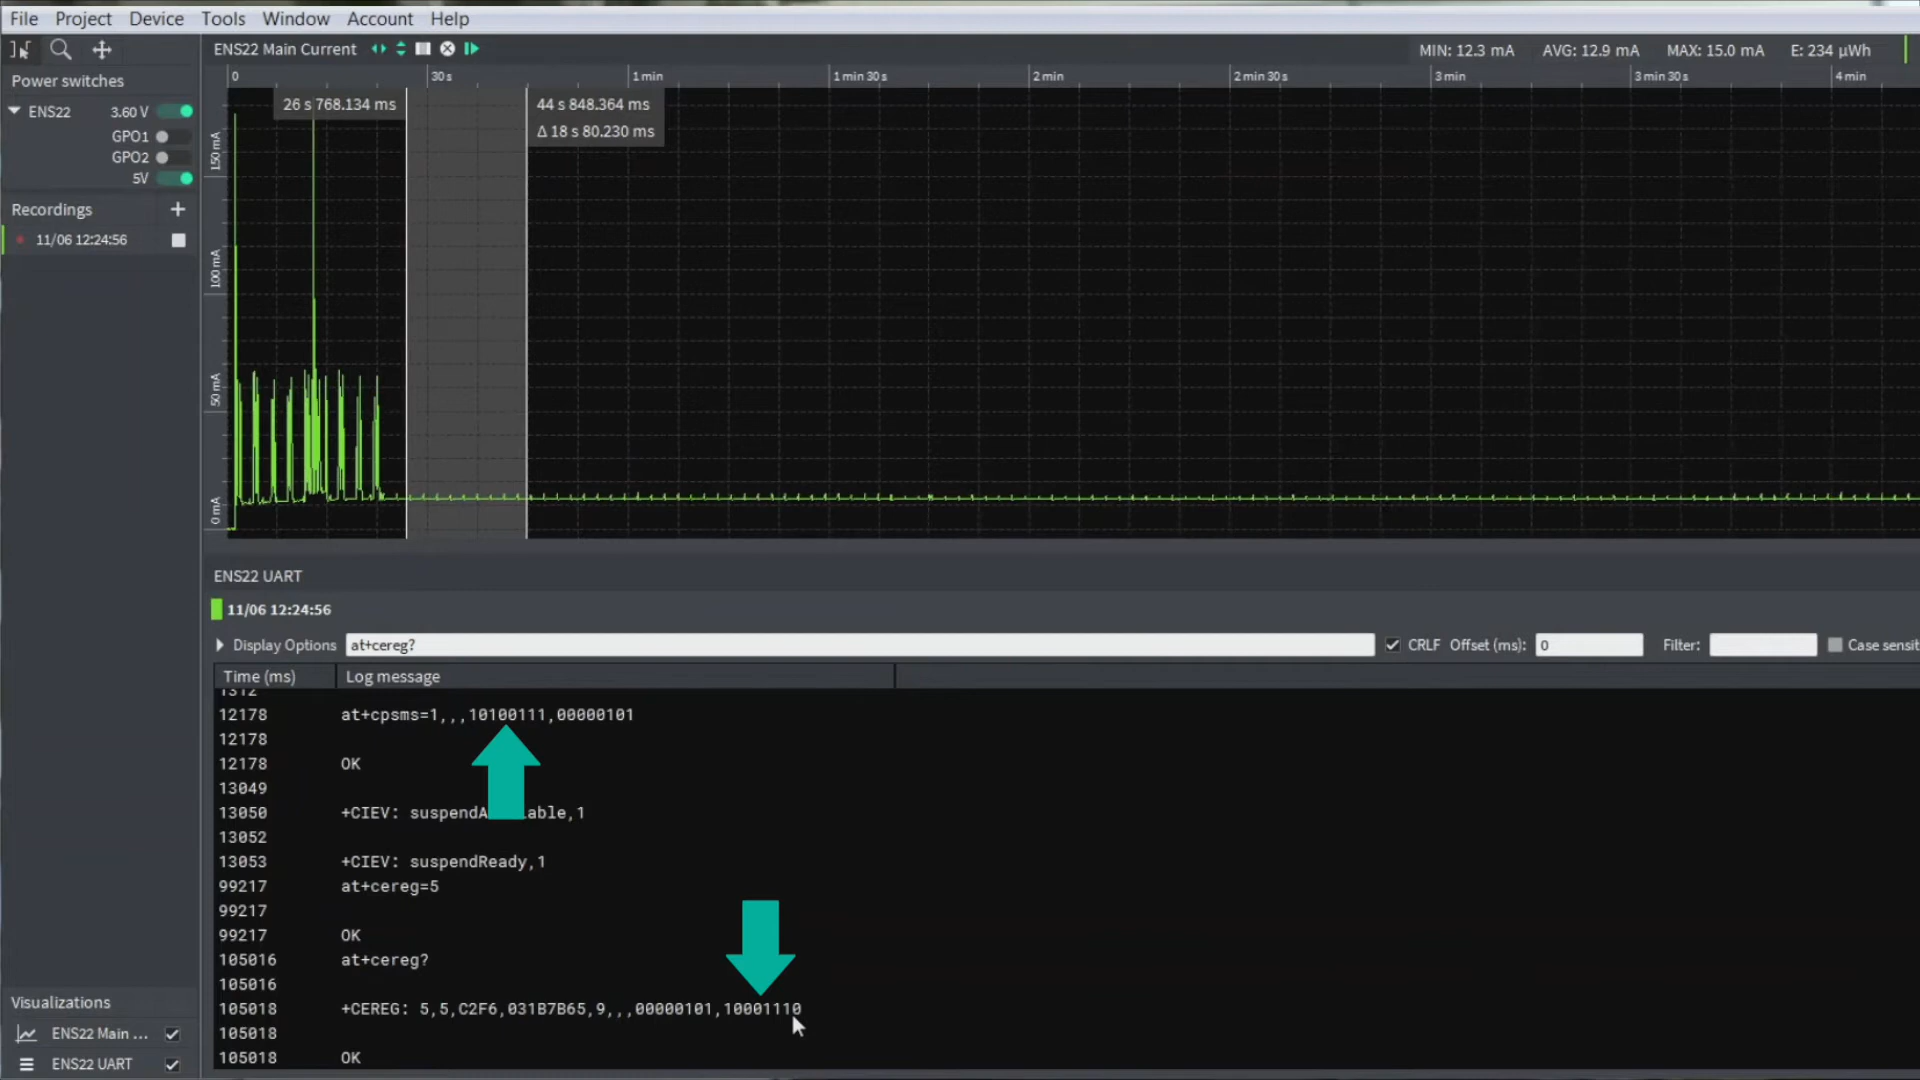 File Project Device Tools Window Account Help
ENS22 Main Current MIN: 12.3 mA AVG: 12.9 mA MAX: 15.0 mA E: 234 µWh
Power switches
ENS22 3.60 V
GPO1
GPO2
5V
Recordings +
11/06 12:24:56
0 30s 1 min 1 min 30s 2 min 2 min 30s 3 min 3 min 30s 4 min
26 s 768.134 ms 44 s 848.364 ms
Δ 18 s 80.230 ms
150 mA
100 mA
50 mA
0 mA
ENS22 UART
11/06 12:24:56
Display Options at+cereg? CRLF Offset (ms): 0 Filter: Case sensit
Time (ms) Log message
1312
12178 at+cpsms=1,,,10100111,00000101
12178
12178 OK
13049
13050 +CIEV: suspendA able,1
13052
13053 +CIEV: suspendReady,1
99217 at+cereg=5
99217
99217 OK
105016 at+cereg?
105016
105018 +CEREG: 5,5,C2F6,031B7B65,9,,,00000101,10001110
105018
105018 OK
Visualizations
ENS22 Main ...
ENS22 UART